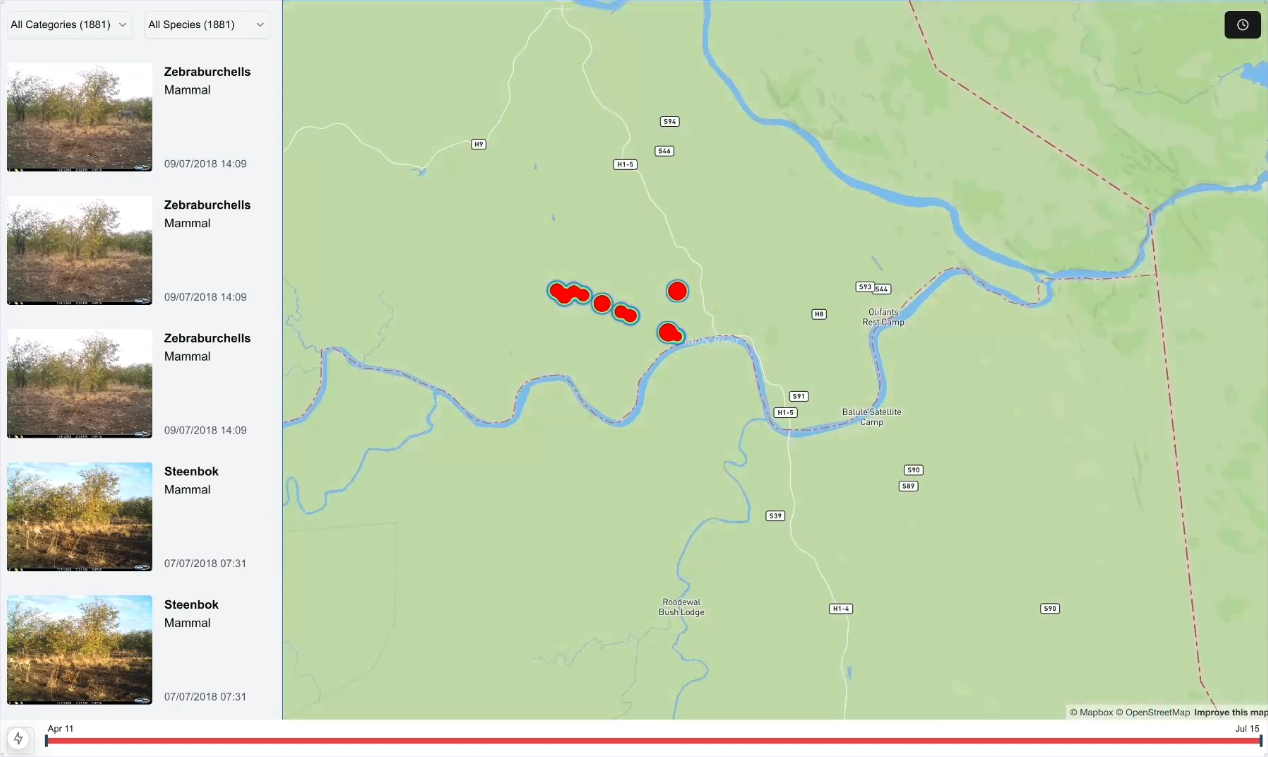 All Categories (1881)
All Species (1881)
Zebraburchells
Mammal
09/07/2018 14:09
Zebraburchells
Mammal
09/07/2018 14:09
Zebraburchells
Mammal
09/07/2018 14:09
Steenbok
Mammal
07/07/2018 07:31
Steenbok
Mammal
07/07/2018 07:31
S94
H9
S46
H1-5
S93
S44
H8
Olifants
Rest Camp
S91
H1-5
Balule Satellite
Camp
S90
S89
S39
Roodewal
Bush Lodge
H1-4
S90
© Mapbox © OpenStreetMap Improve this map
Apr 11
Jul 15